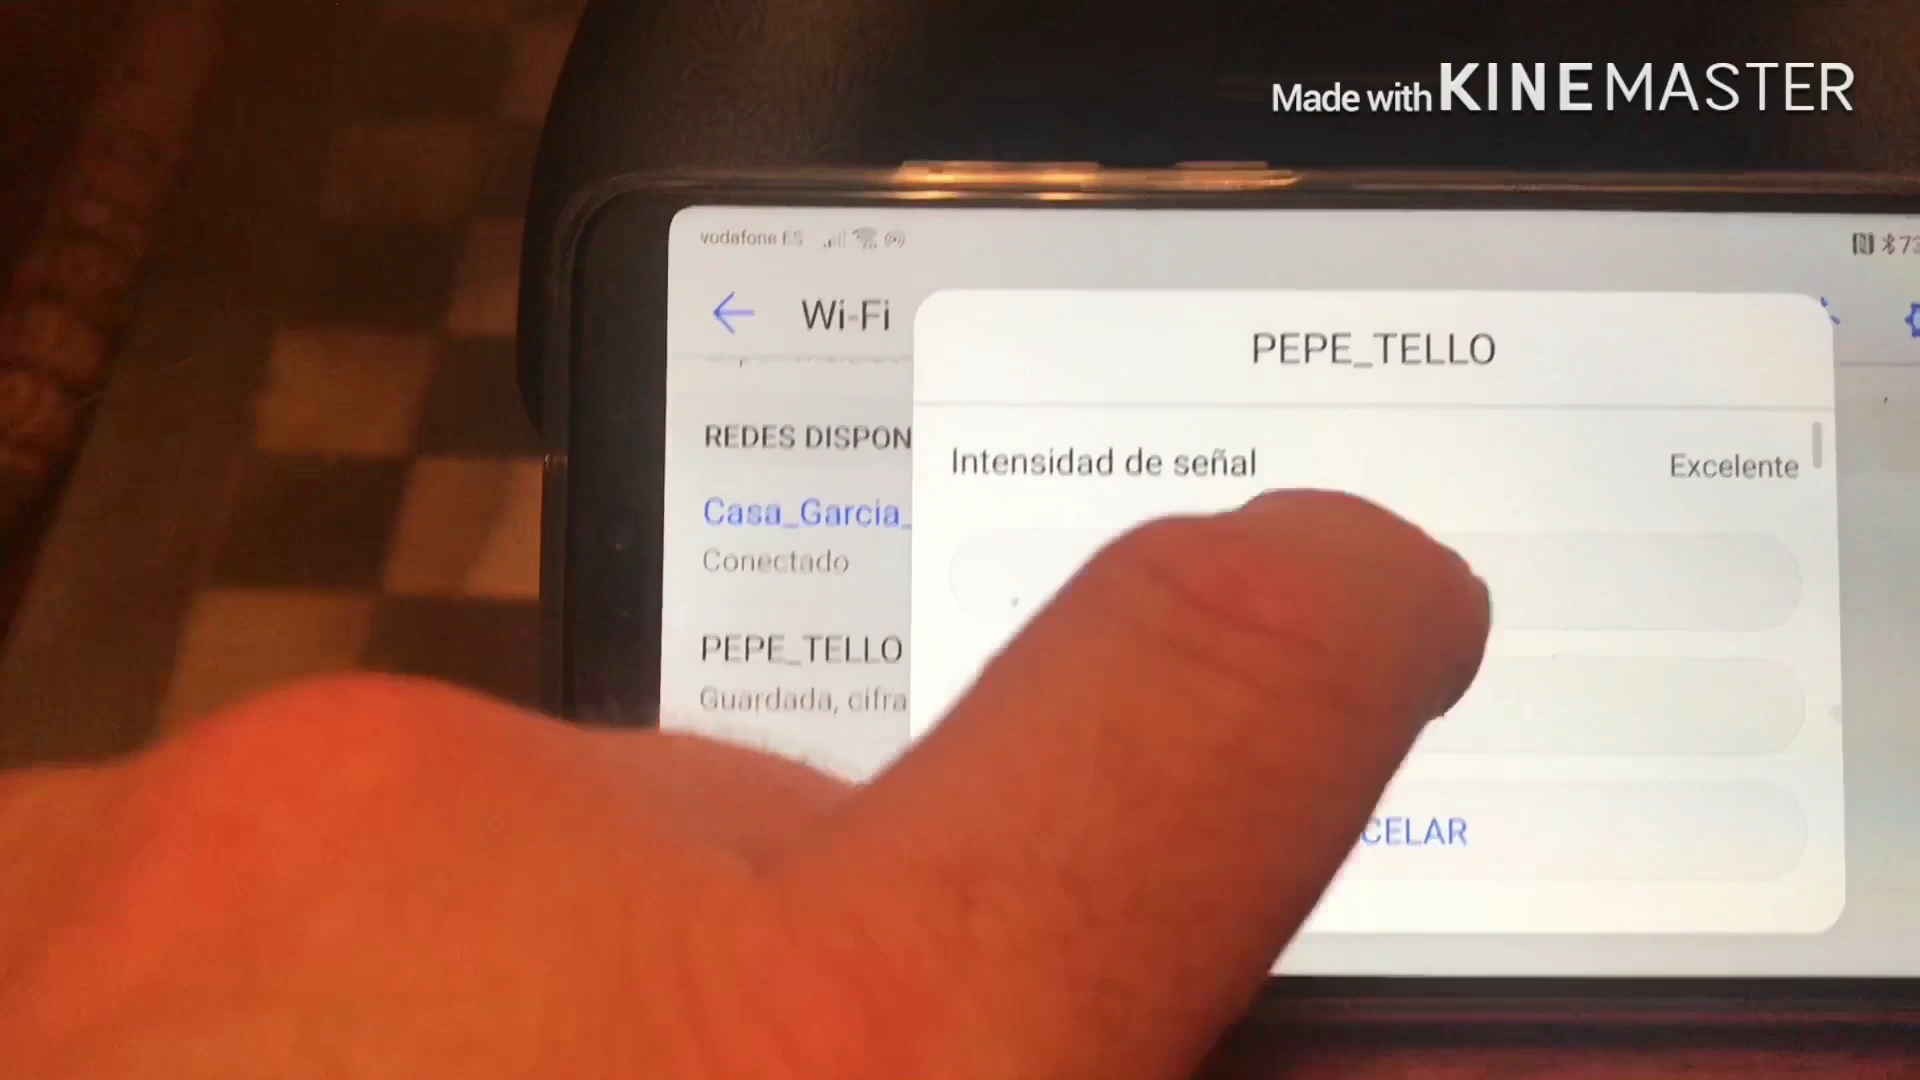 Made with KINEMASTER
vodafone ES
73
Wi-Fi
PEPE_TELLO
REDES DISPON
Intensidad de señal
Excelente
Casa_Garcia_
Conectado
PEPE_TELLO
Guardada, cifra
CELAR